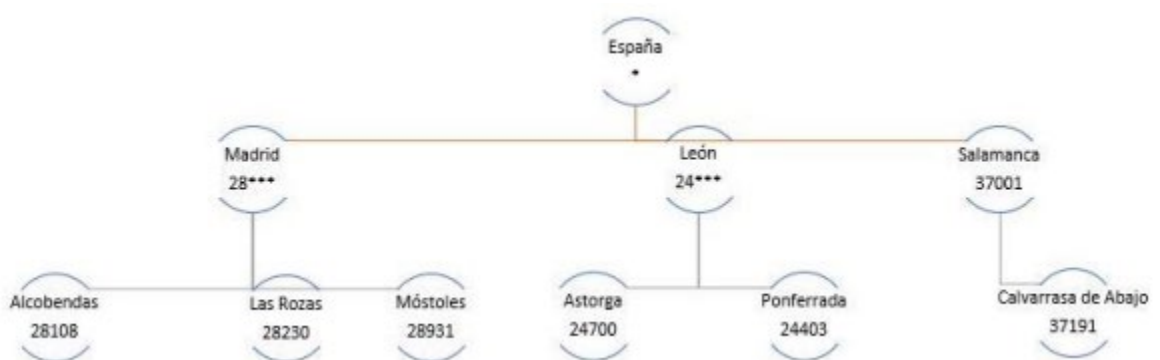 España
*
Madrid
28***
León
24***
Salamanca
37001
Alcobendas
28108
Las Rozas
28230
Móstoles
28931
Astorga
24700
Ponferrada
24403
Calvarrasa de Abajo
37191